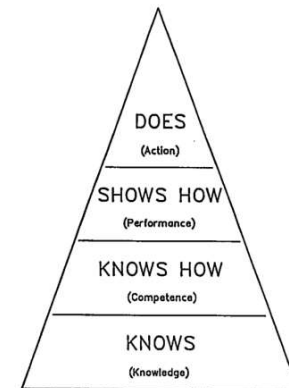 DOES
(Action)
SHOWS HOW
(Performance)
KNOWS HOW
(Competence)
KNOWS
(Knowledge)